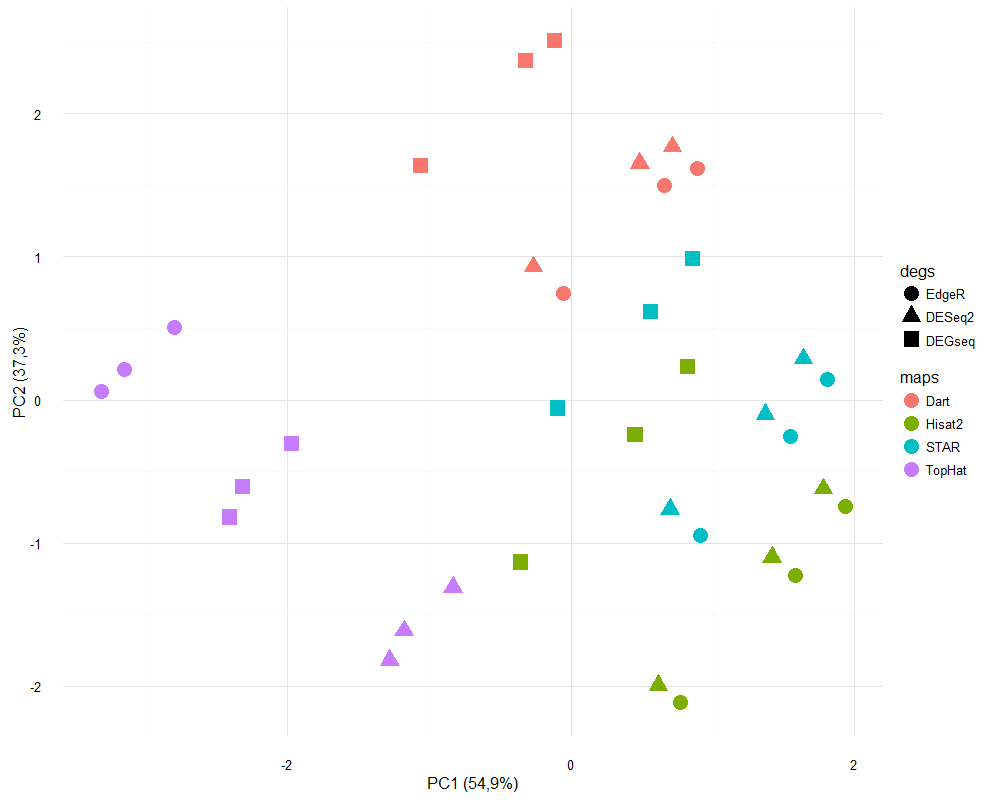 2
1
0
-1
-2
PC2 (37,3%)
-2
0
2
PC1 (54,9%)
degs
EdgeR
DESeq2
DEGseq
maps
Dart
Hisat2
STAR
TopHat